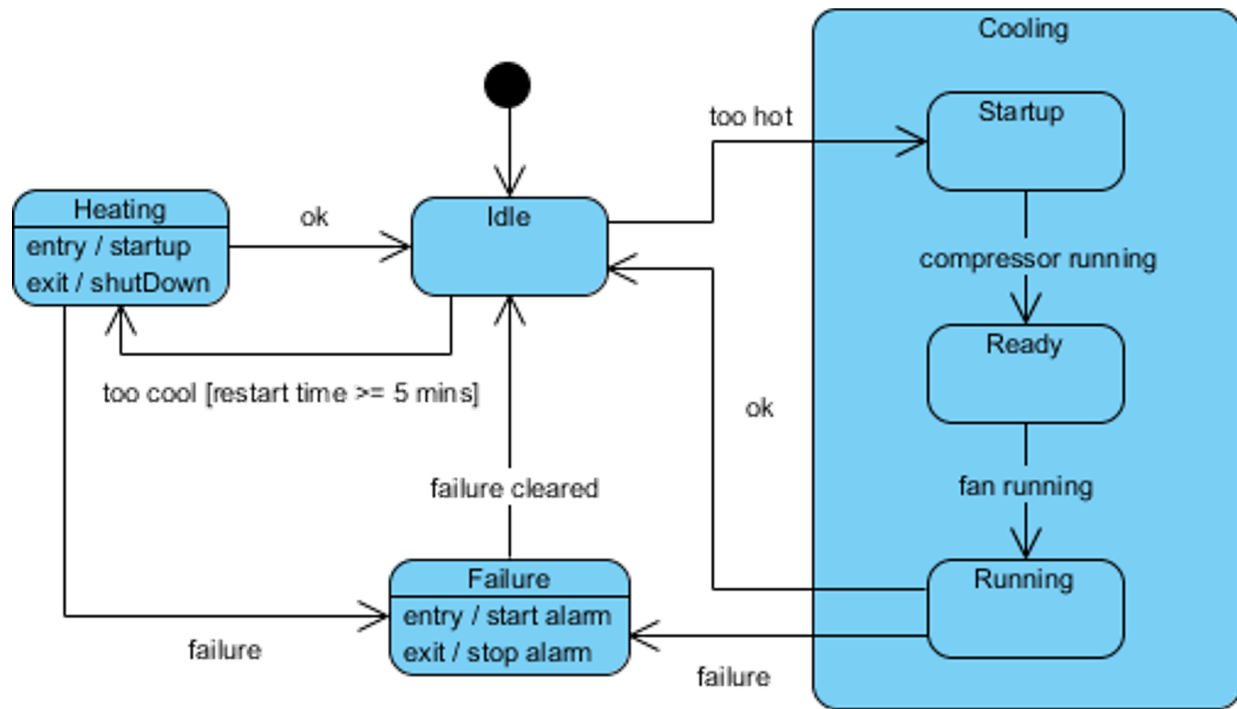 Cooling
Startup
too hot
Heating
entry / startup
exit / shutDown
ok
Idle
compressor running
Ready
too cool [restart time >= 5 mins]
ok
failure cleared
fan running
Failure
entry / start alarm
exit / stop alarm
Running
failure
failure